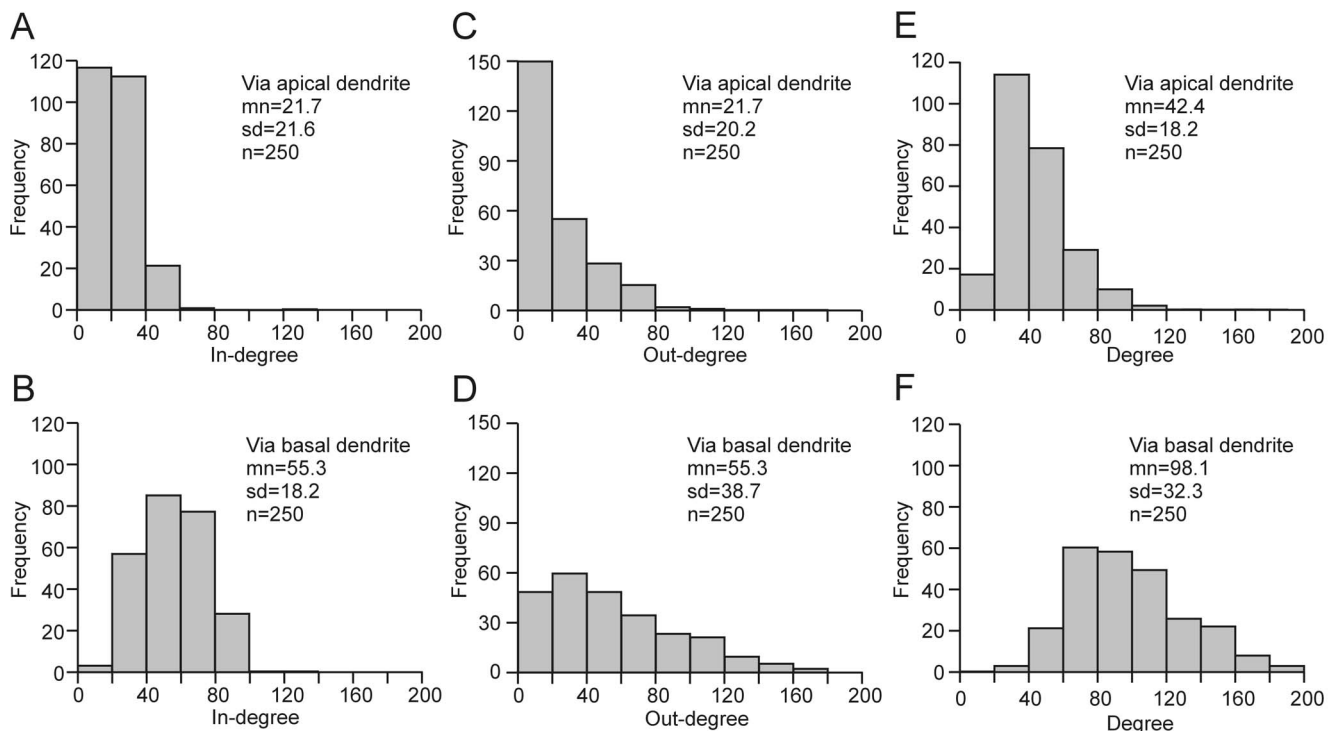 A
120
100
80
60
40
20
0
Frequency
Via apical dendrite
mn=21.7
sd=21.6
n=250
0 40 80 120 160 200
In-degree
C
150
120
90
60
30
0
Frequency
Via apical dendrite
mn=21.7
sd=20.2
n=250
0 40 80 120 160 200
Out-degree
E
120
100
80
60
40
20
0
Frequency
Via apical dendrite
mn=42.4
sd=18.2
n=250
0 40 80 120 160 200
Degree
B
120
100
80
60
40
20
0
Frequency
Via basal dendrite
mn=55.3
sd=18.2
n=250
0 40 80 120 160 200
In-degree
D
150
120
90
60
30
0
Frequency
Via basal dendrite
mn=55.3
sd=38.7
n=250
0 40 80 120 160 200
Out-degree
F
120
100
80
60
40
20
0
Frequency
Via basal dendrite
mn=98.1
sd=32.3
n=250
0 40 80 120 160 200
Degree